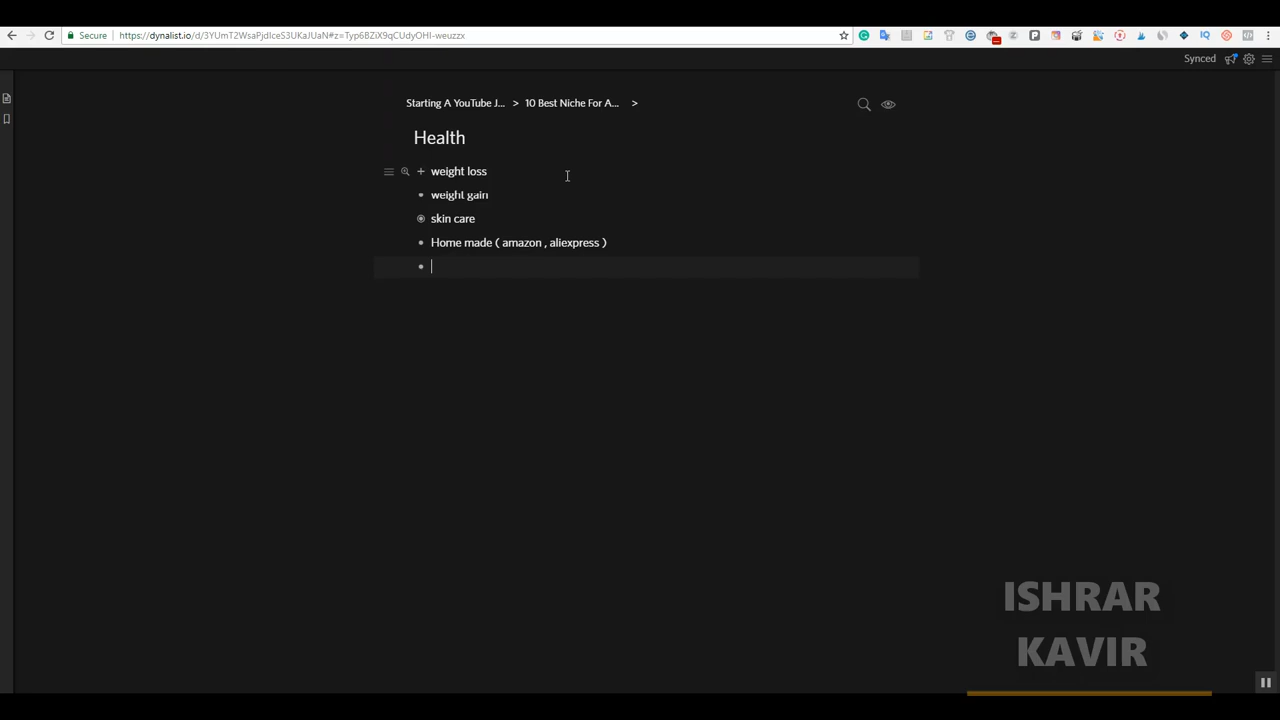 Secure
https://dynalist.io/d/3YUmT2WsaPjdIceS3UKaJUaN#z=Typ6BZiX9qCUdyOHI-weuzzx
Synced
Starting A YouTube J... > 10 Best Niche For A... >
Health
weight loss
weight gain
skin care
Home made ( amazon , aliexpress )
ISHRAR
KAVIR